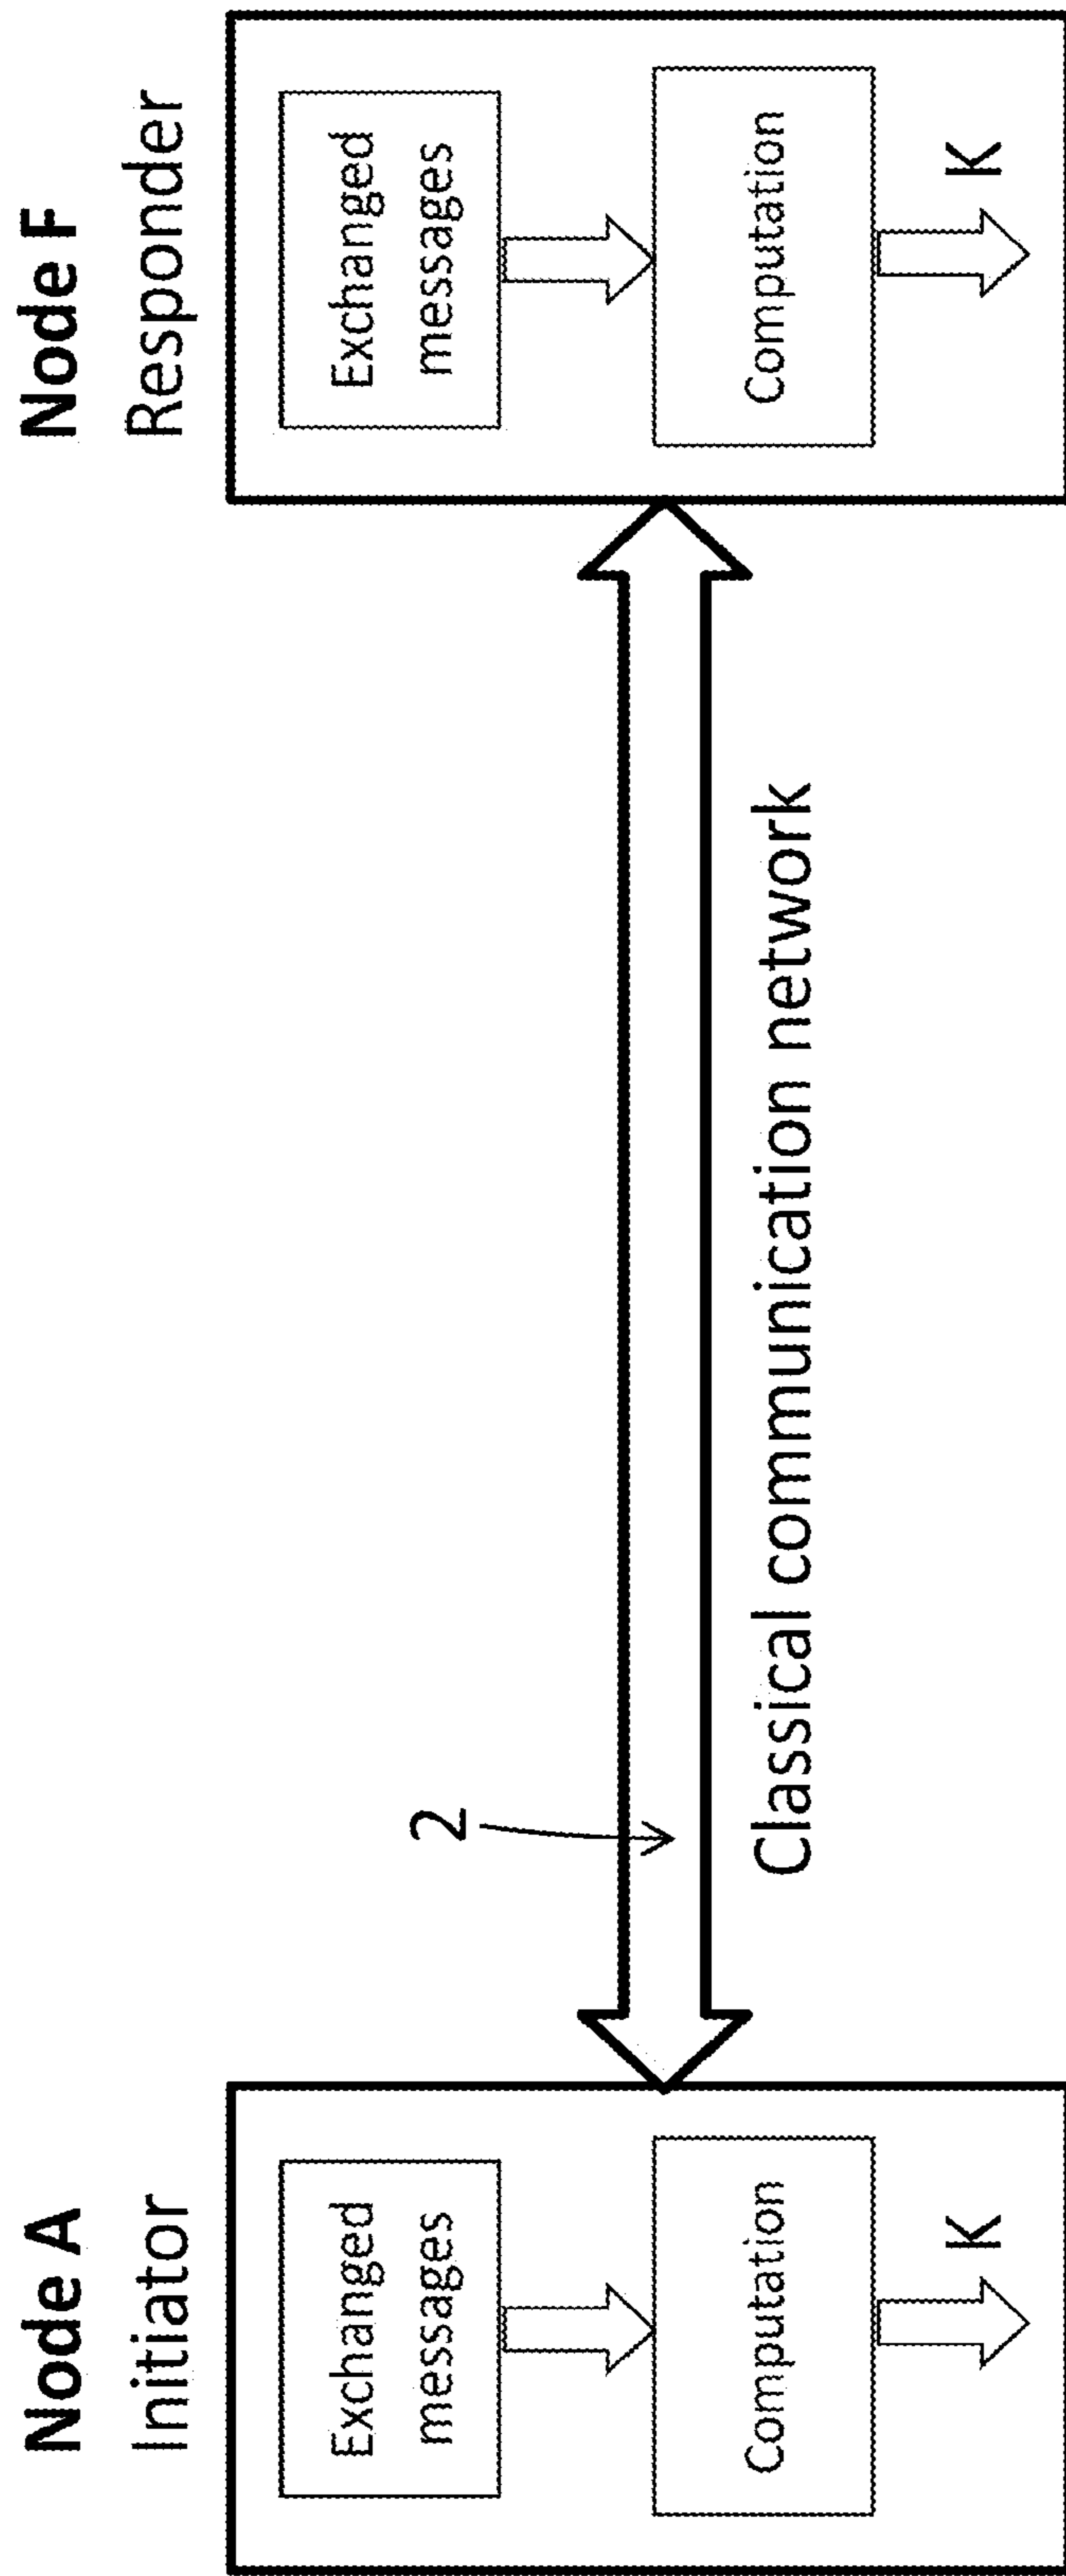 Node A
Initiator
Exchanged
messages
Computation
K
2
Classical communication network
Node F
Responder
Exchanged
messages
Computation
K